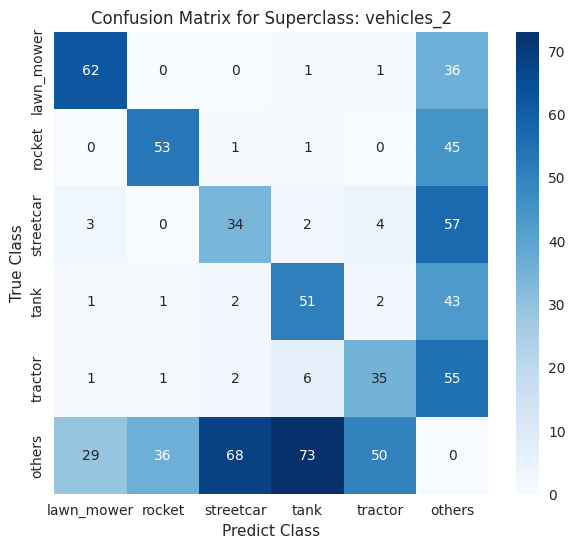 Confusion Matrix for Superclass: vehicles_2
True Class
lawn_mower 62 0 0 1 1 36
rocket 0 53 1 1 0 45
streetcar 3 0 34 2 4 57
tank 1 1 2 51 2 43
tractor 1 1 2 6 35 55
others 29 36 68 73 50 0
lawn_mower rocket streetcar tank tractor others
Predict Class
70
60
50
40
30
20
10
0